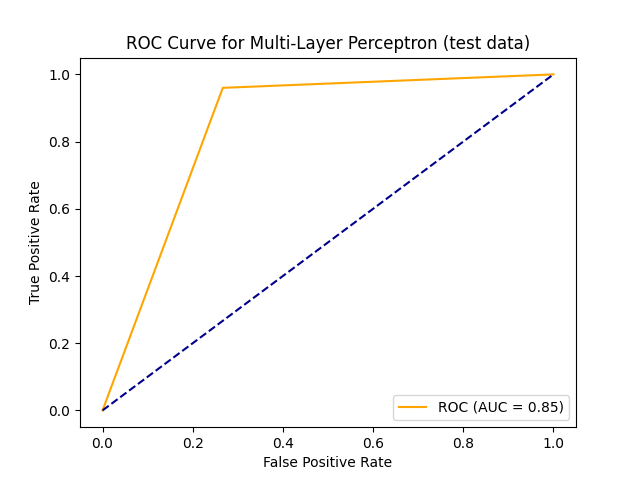 ROC Curve for Multi-Layer Perceptron (test data)
1.0
0.8
0.6
0.4
0.2
0.0
True Positive Rate
ROC (AUC = 0.85)
0.0 0.2 0.4 0.6 0.8 1.0
False Positive Rate